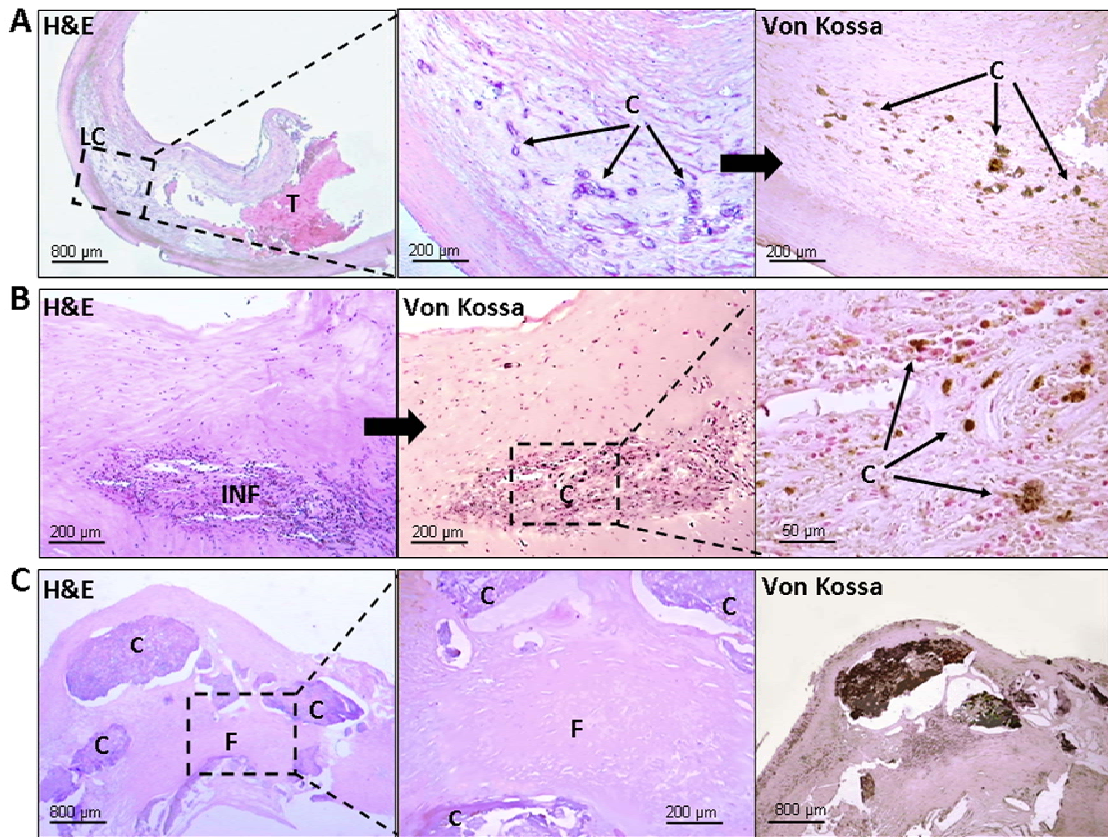 A
H&E
LC
T
800 µm
C
200 µm
Von Kossa
C
200 µm
B
H&E
INF
200 µm
Von Kossa
C
200 µm
C
50 µm
C
H&E
C
C
C
F
800 µm
C
C
F
C
200 µm
Von Kossa
800 µm